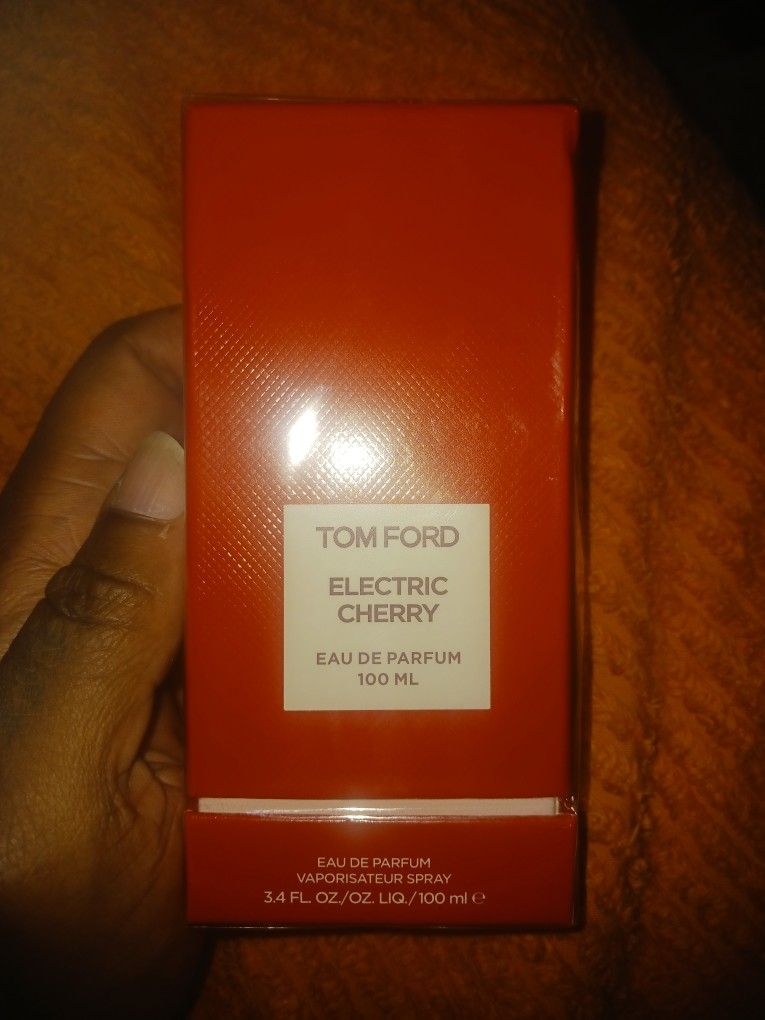 TOM FORD
ELECTRIC
CHERRY
EAU DE PARFUM
100 ML
EAU DE PARFUM
VAPORISATEUR SPRAY
3.4 FL. OZ./OZ. LIQ./100 ml ℮